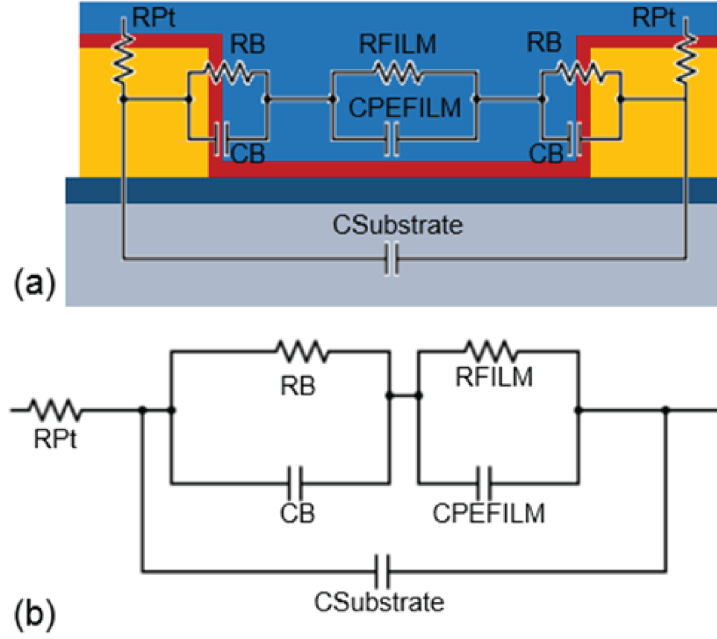 RPt
RPt
RB
RFILM
RB
CPEFILM
CB
CB
CSubstrate
(a)
RB
RFILM
RPt
CB
CPEFILM
CSubstrate
(b)